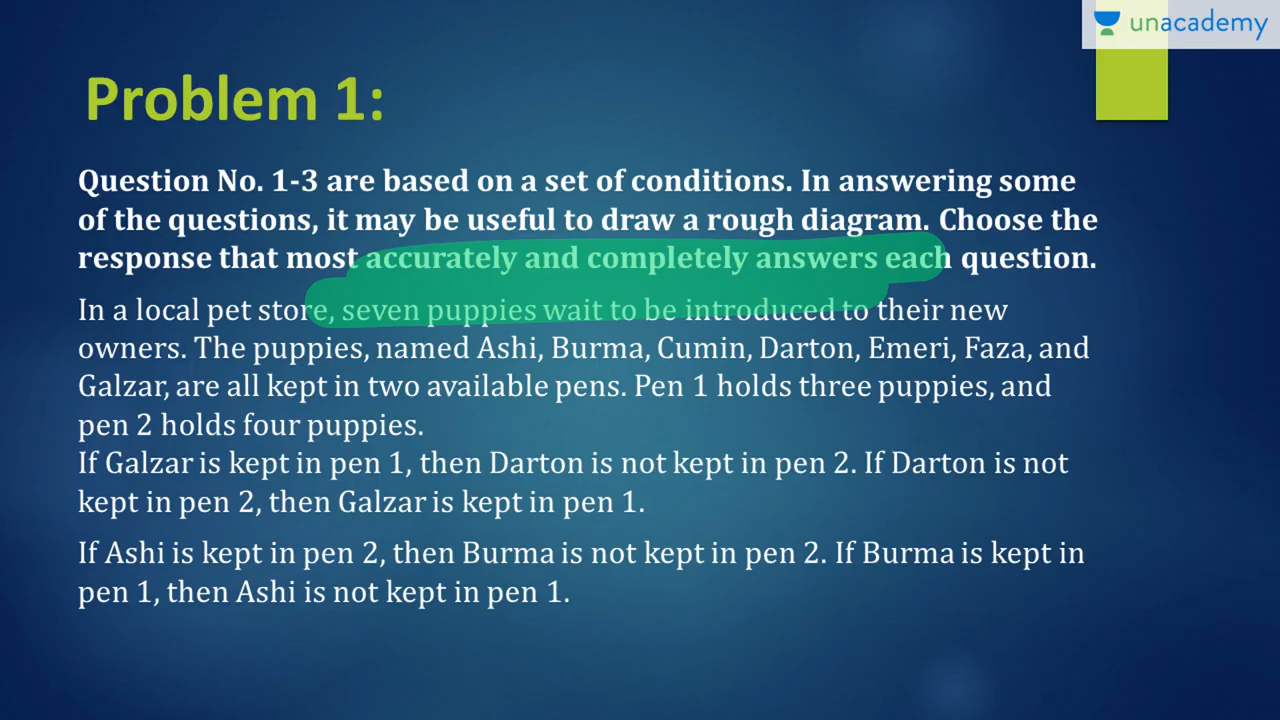 unacademy
Problem 1:
Question No. 1-3 are based on a set of conditions. In answering some
of the questions, it may be useful to draw a rough diagram. Choose the
response that most accurately and completely answers each question.
In a local pet store, seven puppies wait to be introduced to their new
owners. The puppies, named Ashi, Burma, Cumin, Darton, Emeri, Faza, and
Galzar, are all kept in two available pens. Pen 1 holds three puppies, and
pen 2 holds four puppies.
If Galzar is kept in pen 1, then Darton is not kept in pen 2. If Darton is not
kept in pen 2, then Galzar is kept in pen 1.
If Ashi is kept in pen 2, then Burma is not kept in pen 2. If Burma is kept in
pen 1, then Ashi is not kept in pen 1.